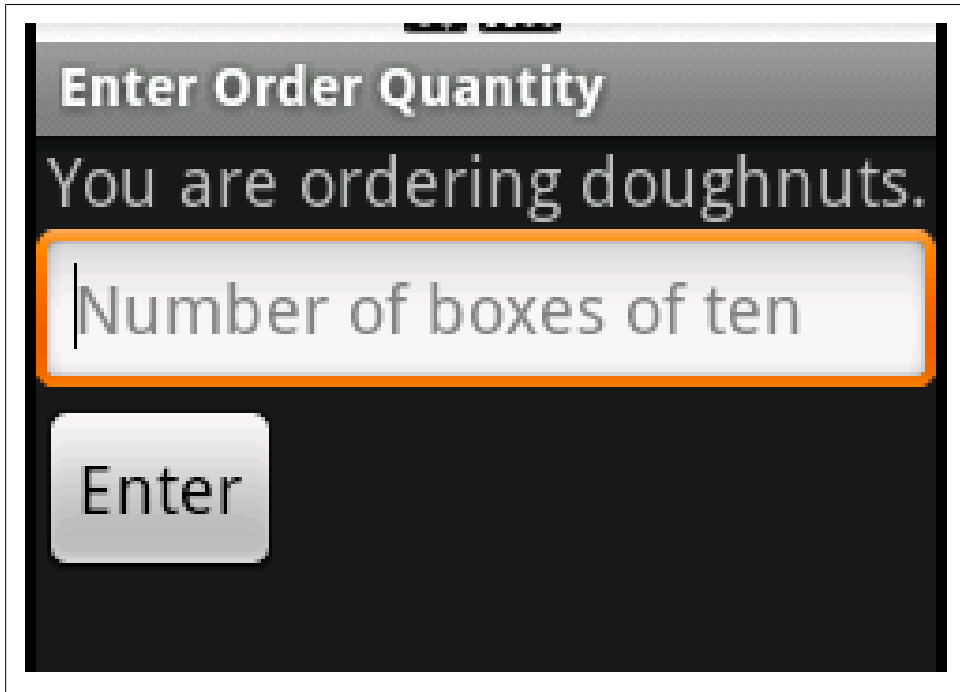 Enter Order Quantity
You are ordering doughnuts.
Number of boxes of ten
Enter